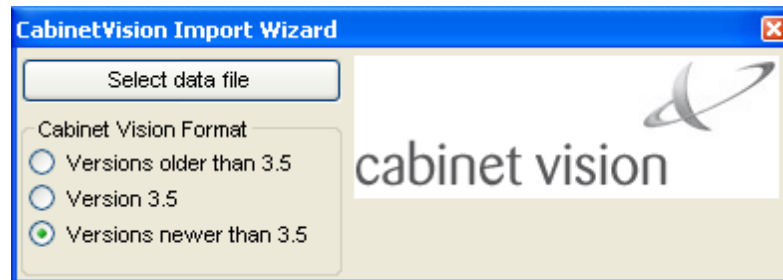 CabinetVision Import Wizard
Select data file
Cabinet Vision Format
Versions older than 3.5
Version 3.5
Versions newer than 3.5
cabinet vision